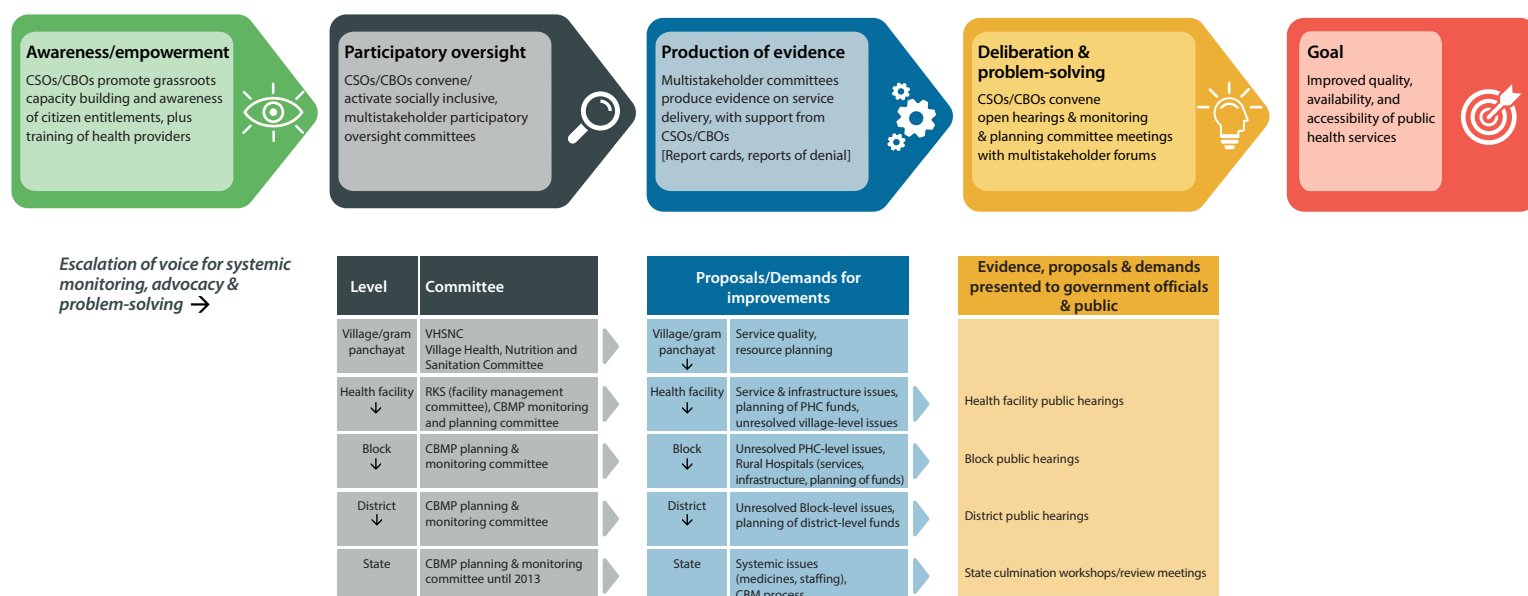 Awareness/empowerment
CSOs/CBOs promote grassroots
capacity building and awareness
of citizen entitlements, plus
training of health providers
Participatory oversight
CSOs/CBOs convene/
activate socially inclusive,
multistakeholder participatory
oversight committees
Production of evidence
Multistakeholder committees
produce evidence on service
delivery, with support from
CSOs/CBOs
[Report cards, reports of denial]
Deliberation &
problem-solving
CSOs/CBOs convene
open hearings & monitoring
& planning committee meetings
with multistakeholder forums
Goal
Improved quality,
availability, and
accessibility of public
health services
Escalation of voice for systemic
monitoring, advocacy &
problem-solving →
Level
Committee
Village/gram
panchayat
VHSNC
Village Health, Nutrition and
Sanitation Committee
Health facility
↓
RKS (facility management
committee), CBMP monitoring
and planning committee
Block
↓
CBMP planning &
monitoring committee
District
↓
CBMP planning &
monitoring committee
State
CBMP planning & monitoring
committee until 2013
Proposals/Demands for
improvements
Village/gram
panchayat
↓
Service quality,
resource planning
Health facility
↓
Service & infrastructure issues,
planning of PHC funds,
unresolved village-level issues
Block
↓
Unresolved PHC-level issues,
Rural Hospitals (services,
infrastructure, planning of funds)
District
↓
Unresolved Block-level issues,
planning of district-level funds
State
Systemic issues
(medicines, staffing),
CBM process
Evidence, proposals & demands
presented to government officials
& public
Health facility public hearings
Block public hearings
District public hearings
State culmination workshops/review meetings